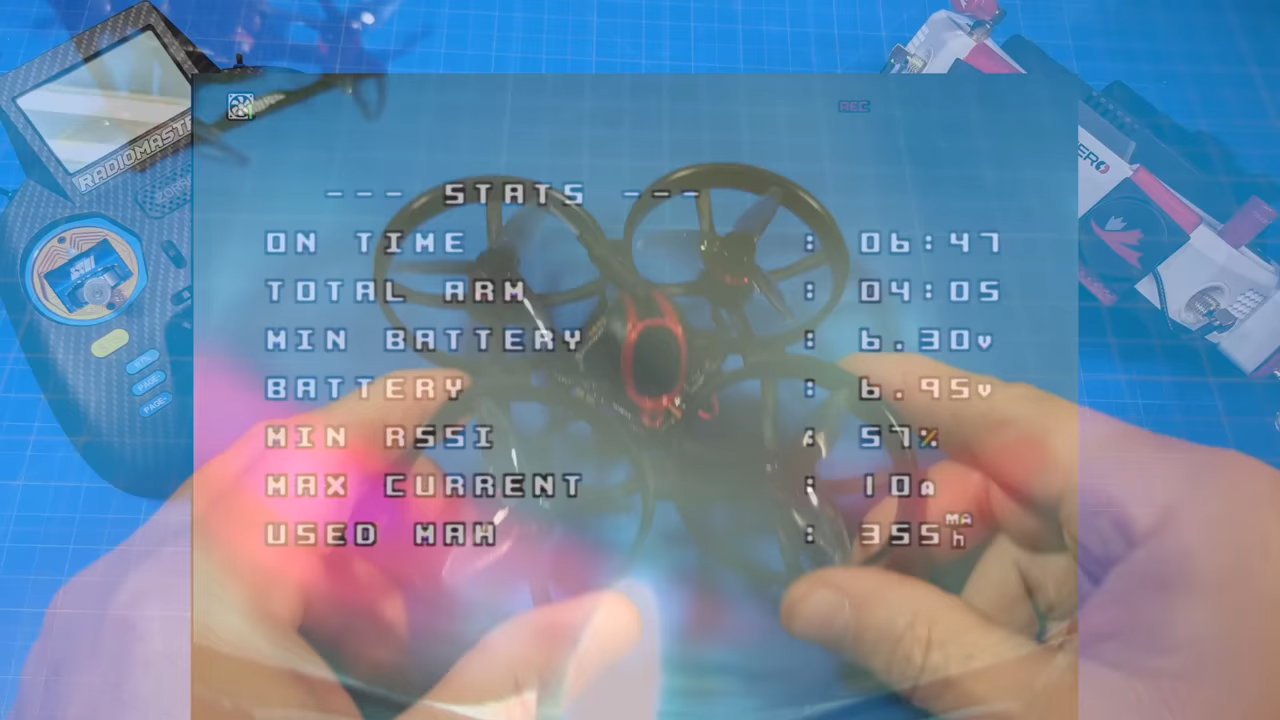 REC
RADIOMASTER
--- STATS ---
ON TIME : 06:47
TOTAL ARM : 04:05
MIN BATTERY : 6.30V
BATTERY : 6.95V
MIN RSSI : 57%
MAX CURRENT : 10A
USED MAH : 355MAh
PAGE>